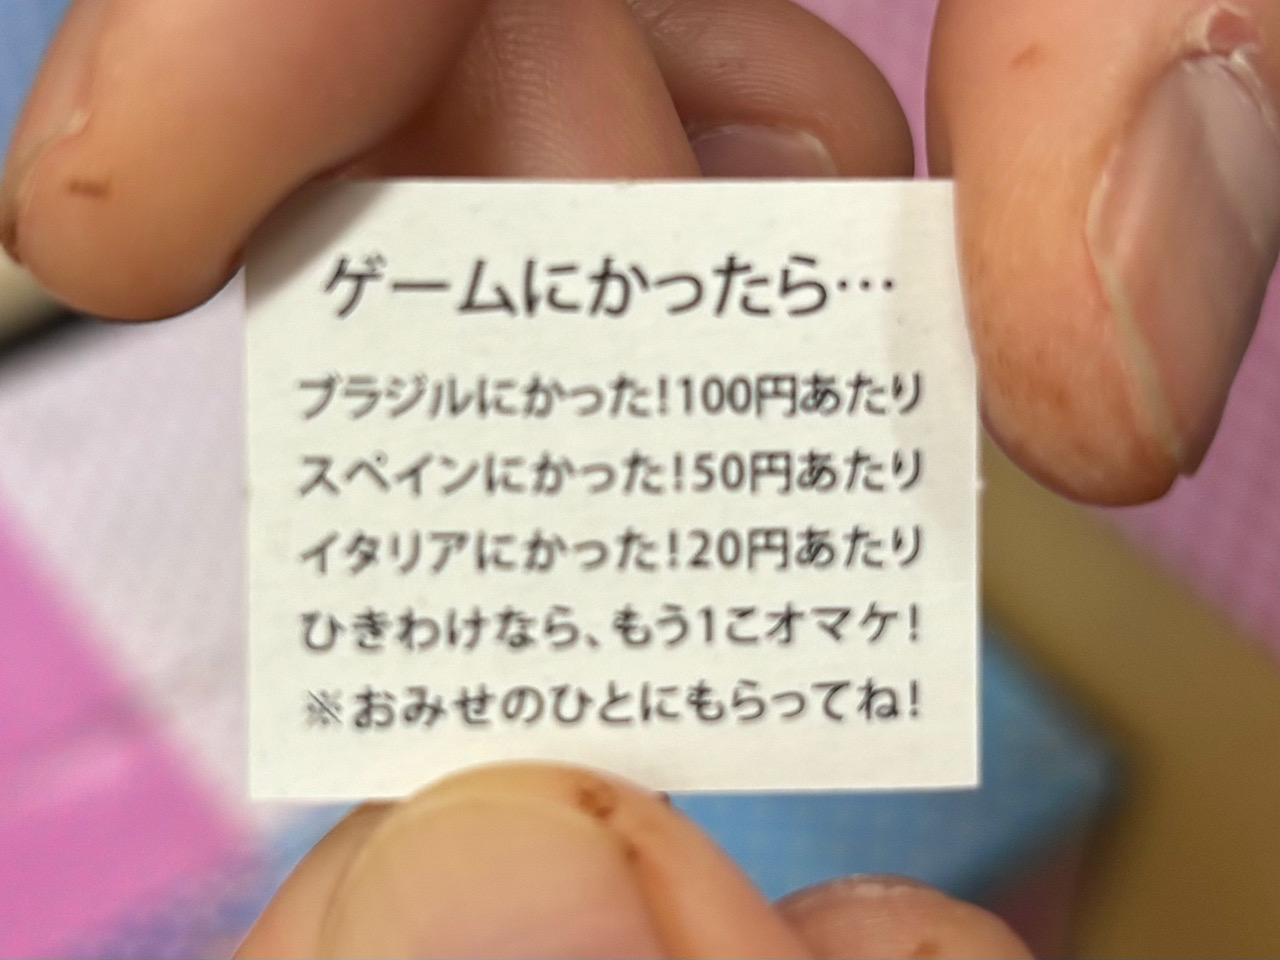 ゲームにかったら…
ブラジルにかった!100円あたり
スペインにかった!50円あたり
イタリアにかった!20円あたり
ひきわけなら、もう1こオマケ!
※おみせのひとにもらってね!